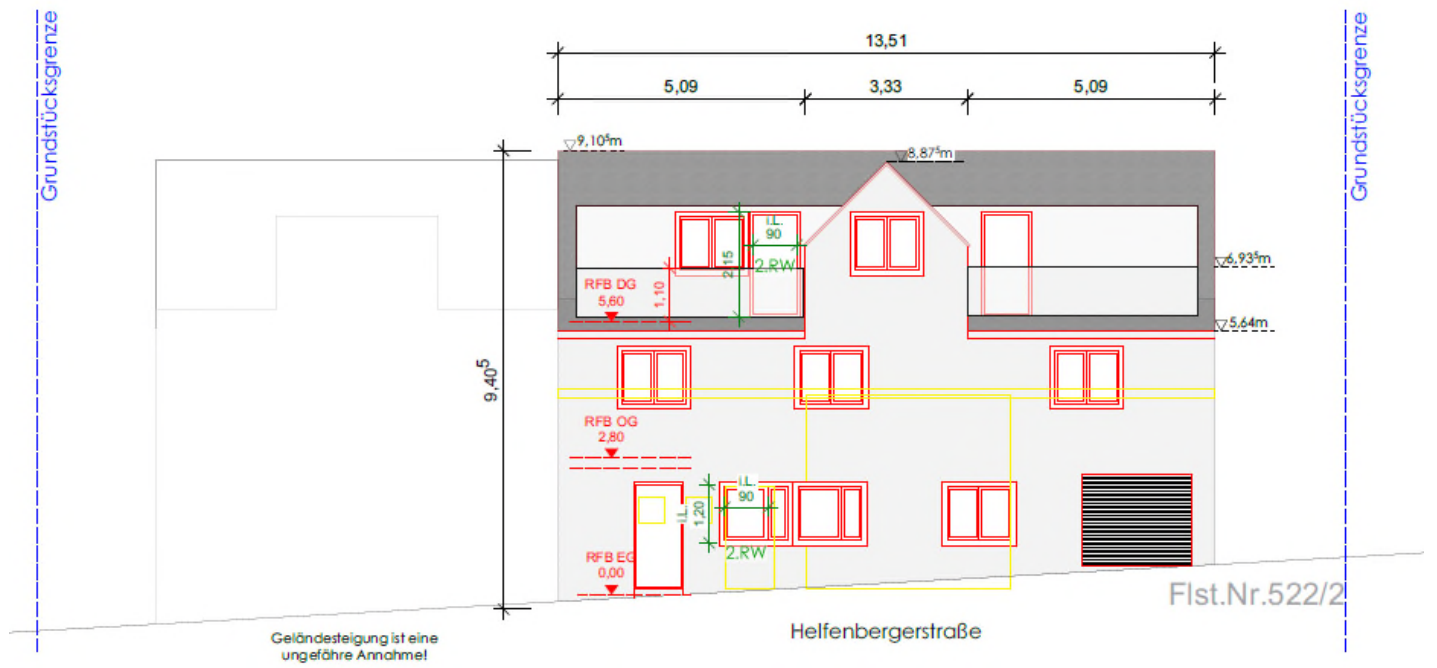 Grundstücksgrenze
Grundstücksgrenze
13,51
5,09
3,33
5,09
9,10⁵m
8,87⁵m
i.L.
90
2,15
2.RW
6,93⁵m
RFB DG
5,60
1,10
5,64m
9,40⁵
RFB OG
2,80
i.L.
90
i.L.
1,20
2.RW
RFB EG
0,00
Flst.Nr.522/2
Helfenbergerstraße
Geländesteigung ist eine
ungefähre Annahme!